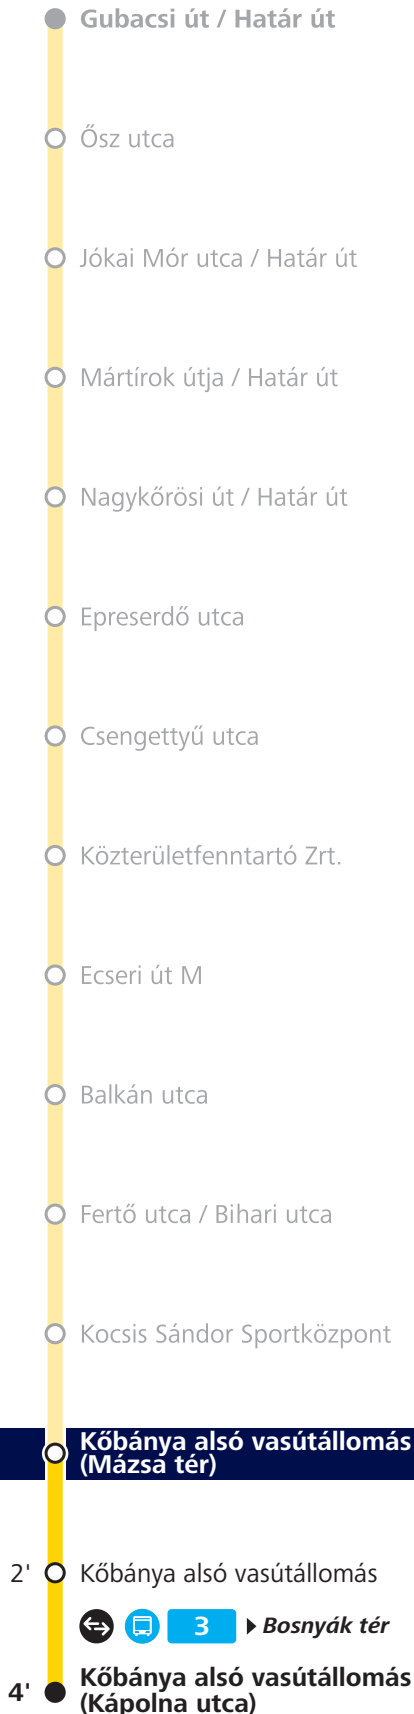 Gubacsi út / Határ út
Ősz utca
Jókai Mór utca / Határ út
Mártírok útja / Határ út
Nagykőrösi út / Határ út
Epreserdő utca
Csengettyű utca
Közterületfenntartó Zrt.
Ecseri út M
Balkán utca
Fertő utca / Bihari utca
Kocsis Sándor Sportközpont
Kőbánya alsó vasútállomás
(Mázsa tér)
2' Kőbánya alsó vasútállomás
3 Bosnyák tér
4' Kőbánya alsó vasútállomás
(Kápolna utca)